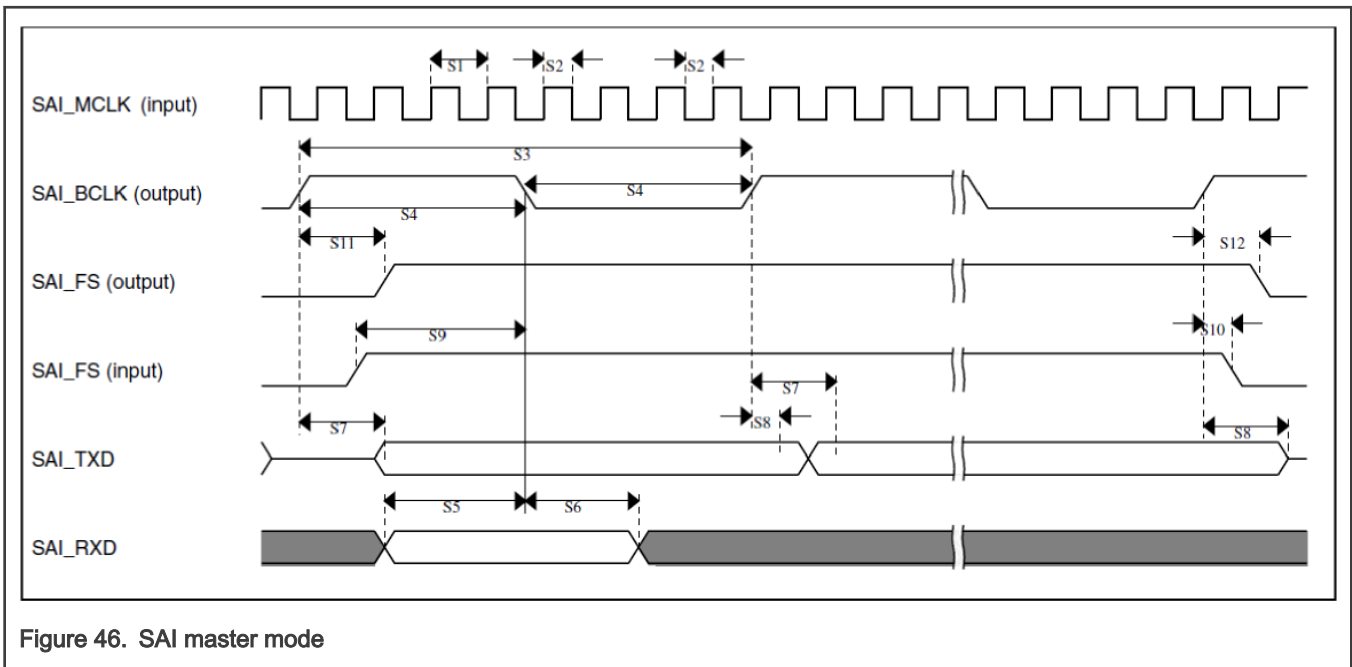 S1 S2 S2
SAI_MCLK (input)
S3
SAI_BCLK (output)
S4
S4
S11 S12
SAI_FS (output)
S9 S10
SAI_FS (input)
S7
S7 S8 S8
SAI_TXD
S5 S6
SAI_RXD
Figure 46. SAI master mode